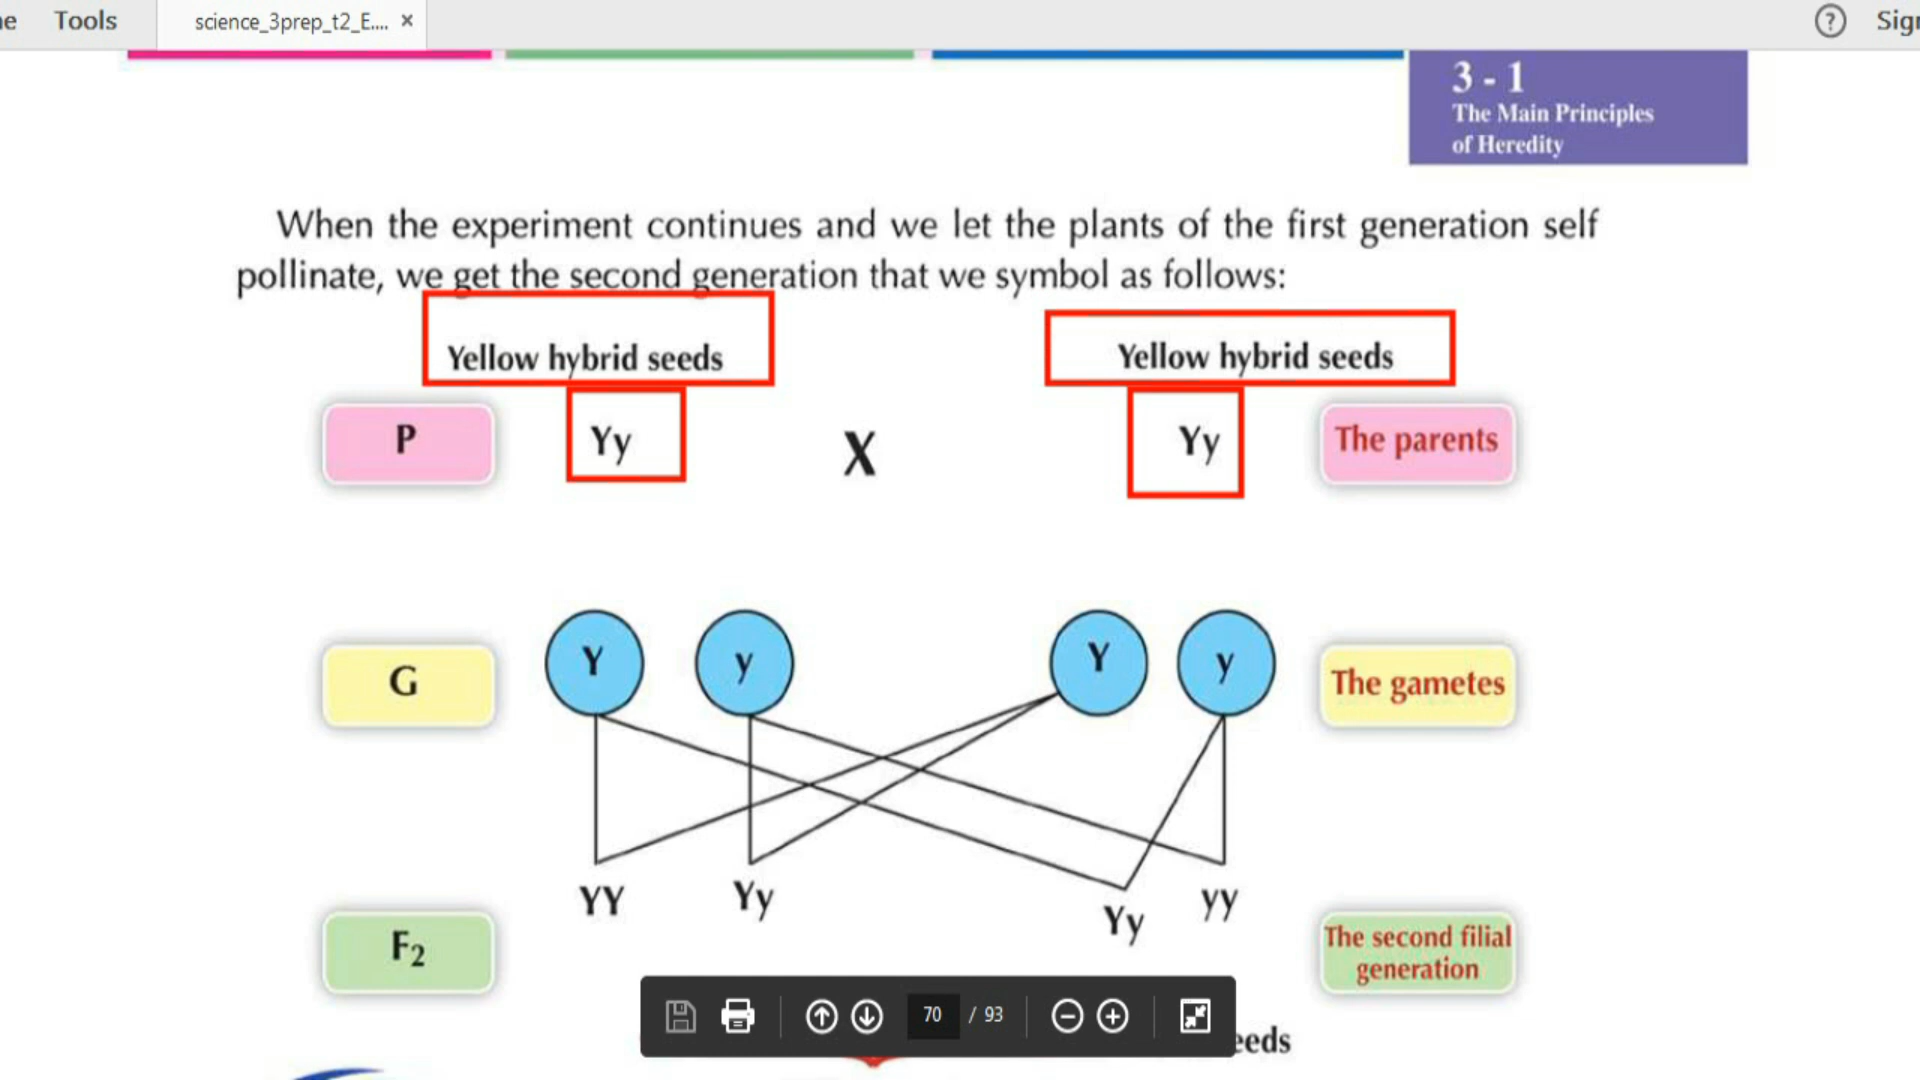 Tools
science_3prep_t2_E....
3 - 1
The Main Principles
of Heredity
When the experiment continues and we let the plants of the first generation self
pollinate, we get the second generation that we symbol as follows:
Yellow hybrid seeds
Yellow hybrid seeds
P
Yy
X
Yy
The parents
G
Y
y
Y
y
The gametes
YY
Yy
Yy
yy
F2
The second filial
generation
70 / 93